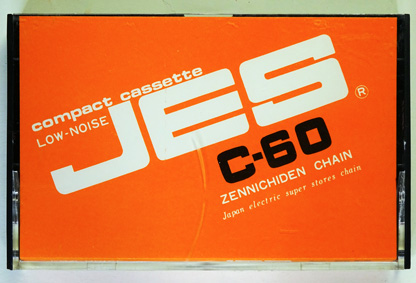 compact cassette
LOW-NOISE
JES®
C-60
ZENNICHIDEN CHAIN
Japan electric super stores chain